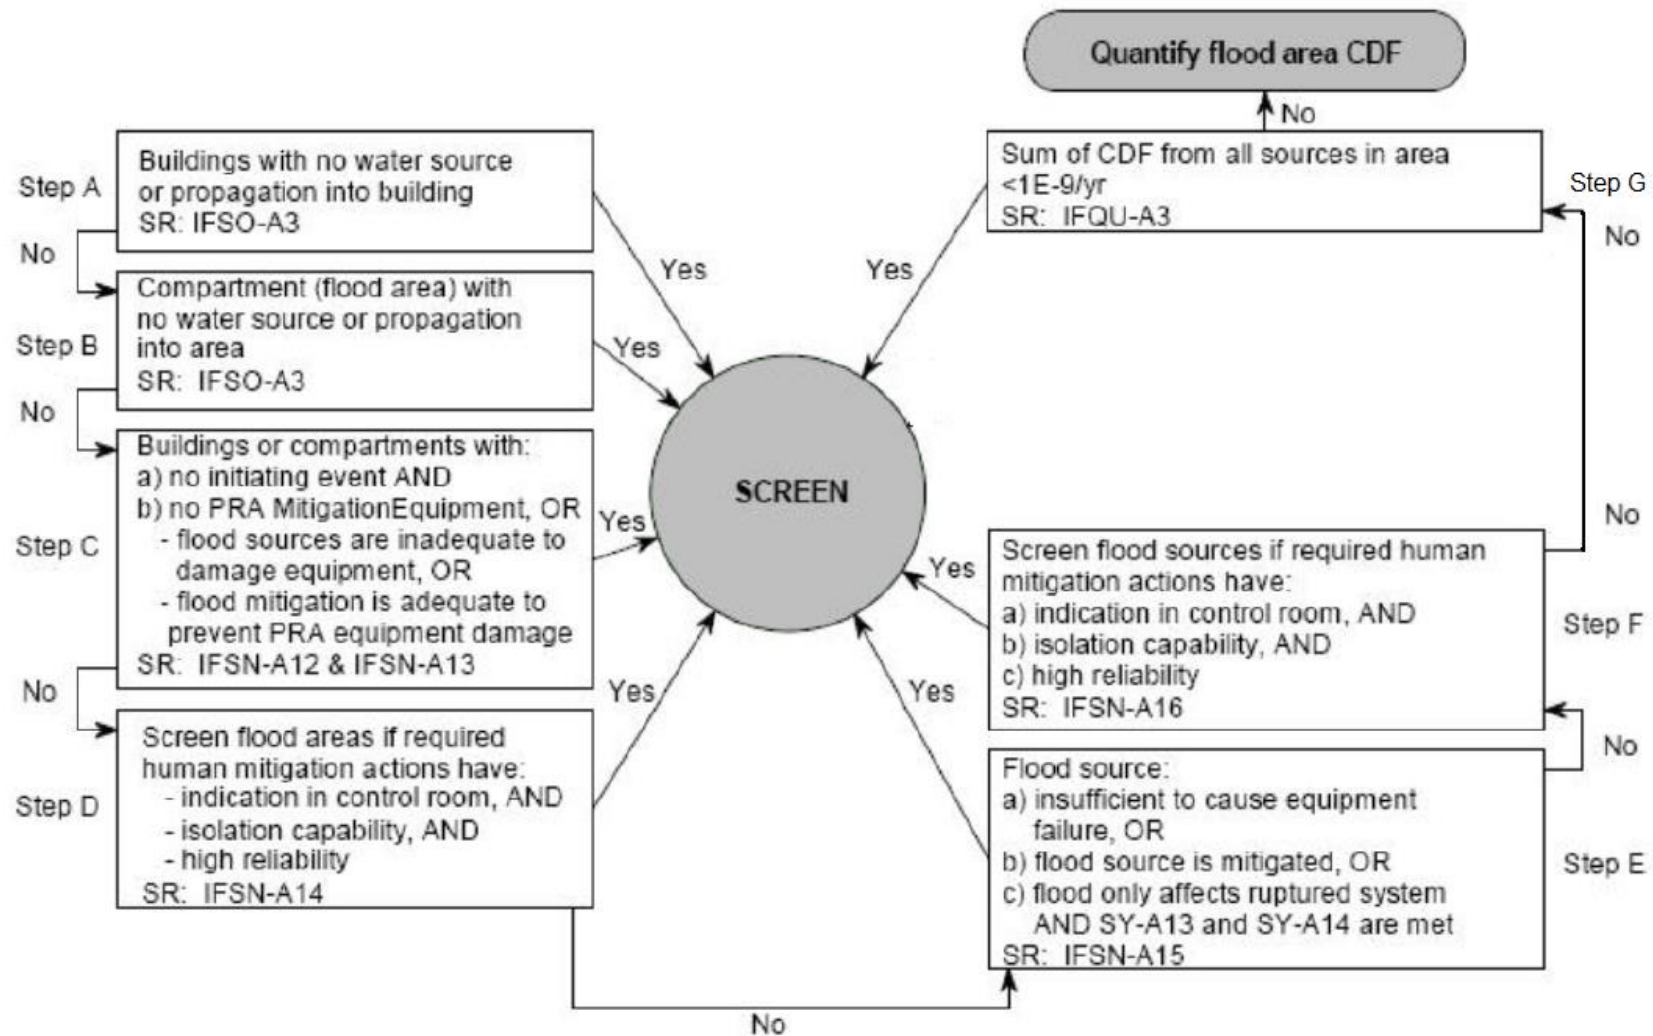 Quantify flood area CDF
No
Step A
Buildings with no water source
or propagation into building
SR: IFSO-A3
No
Yes
Step B
Compartment (flood area) with
no water source or propagation
into area
SR: IFSO-A3
No
Yes
Step C
Buildings or compartments with:
a) no initiating event AND
b) no PRA MitigationEquipment, OR
- flood sources are inadequate to
damage equipment, OR
- flood mitigation is adequate to
prevent PRA equipment damage
SR: IFSN-A12 & IFSN-A13
No
Yes
Step D
Screen flood areas if required
human mitigation actions have:
- indication in control room, AND
- isolation capability, AND
- high reliability
SR: IFSN-A14
Yes
No
SCREEN
Step E
Flood source:
a) insufficient to cause equipment
failure, OR
b) flood source is mitigated, OR
c) flood only affects ruptured system
AND SY-A13 and SY-A14 are met
SR: IFSN-A15
Yes
No
Step F
Screen flood sources if required human
mitigation actions have:
a) indication in control room, AND
b) isolation capability, AND
c) high reliability
SR: IFSN-A16
Yes
No
No
Step G
Sum of CDF from all sources in area
<1E-9/yr
SR: IFQU-A3
Yes